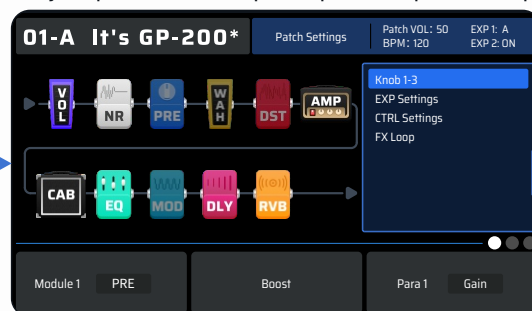 01-A It's GP-200*
Patch Settings
Patch VOL: 50
BPM: 120
EXP 1: A
EXP 2: ON
VOL
NR
PRE
WAH
DST
AMP
Knob 1-3
EXP Settings
CTRL Settings
FX Loop
CAB
EQ
MOD
DLY
RVB
Module 1 PRE
Boost
Para 1 Gain